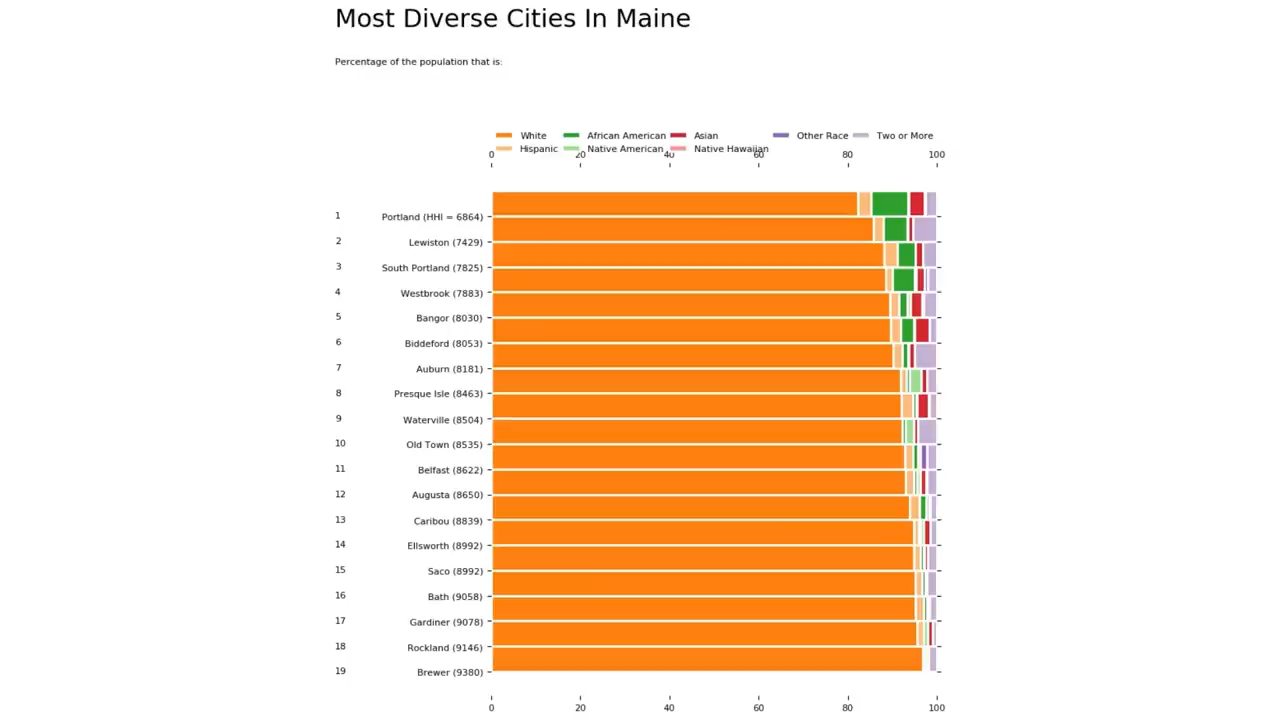 Most Diverse Cities In Maine
Percentage of the population that is:
White African American Asian Other Race Two or More
Hispanic Native American Native Hawaiian
0 20 40 60 80 100
1 Portland (HHI = 6864)
2 Lewiston (7429)
3 South Portland (7825)
4 Westbrook (7883)
5 Bangor (8030)
6 Biddeford (8053)
7 Auburn (8181)
8 Presque Isle (8463)
9 Waterville (8504)
10 Old Town (8535)
11 Belfast (8622)
12 Augusta (8650)
13 Caribou (8839)
14 Ellsworth (8992)
15 Saco (8992)
16 Bath (9058)
17 Gardiner (9078)
18 Rockland (9146)
19 Brewer (9380)
0 20 40 60 80 100